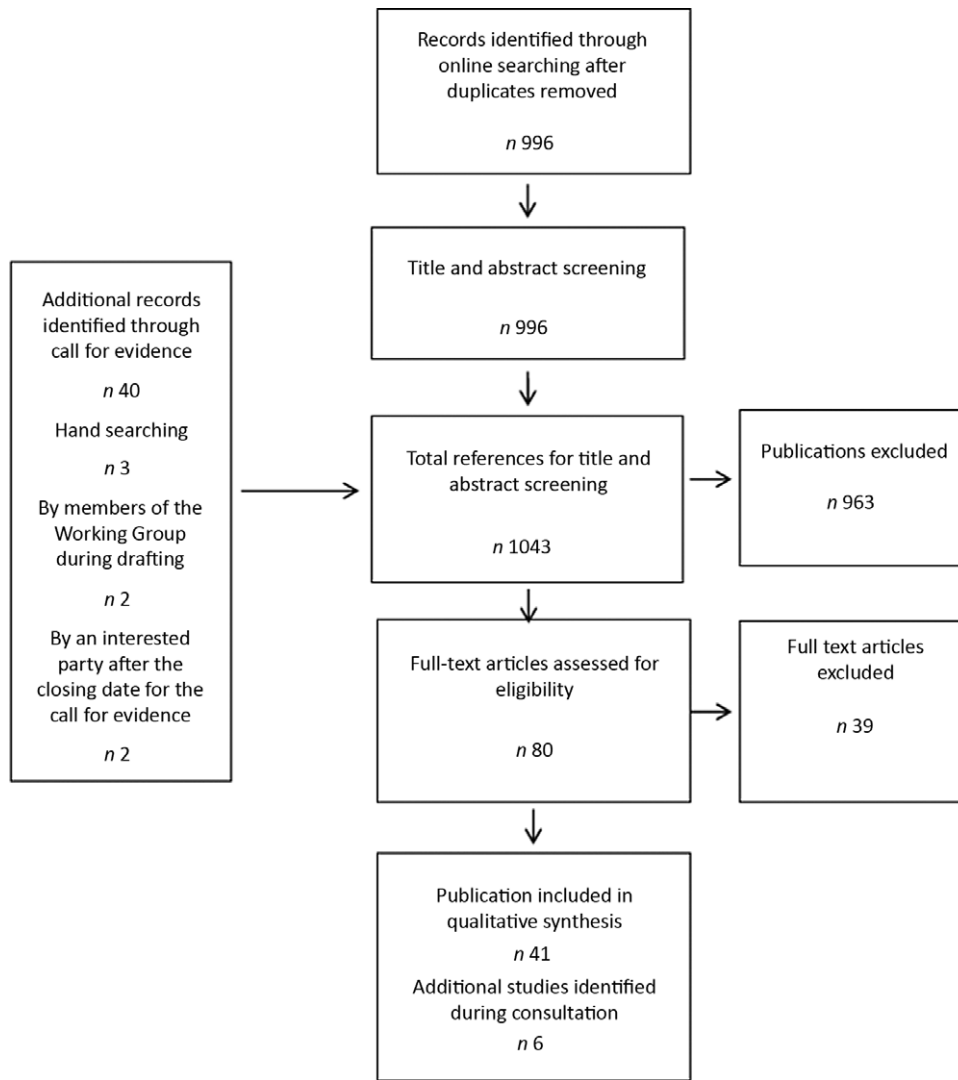 Records identified through
online searching after
duplicates removed
n 996
Title and abstract screening
n 996
Additional records
identified through
call for evidence
n 40
Hand searching
n 3
By members of the
Working Group
during drafting
n 2
By an interested
party after the
closing date for the
call for evidence
n 2
Total references for title and
abstract screening
n 1043
Publications excluded
n 963
Full-text articles assessed for
eligibility
n 80
Full text articles
excluded
n 39
Publication included in
qualitative synthesis
n 41
Additional studies identified
during consultation
n 6